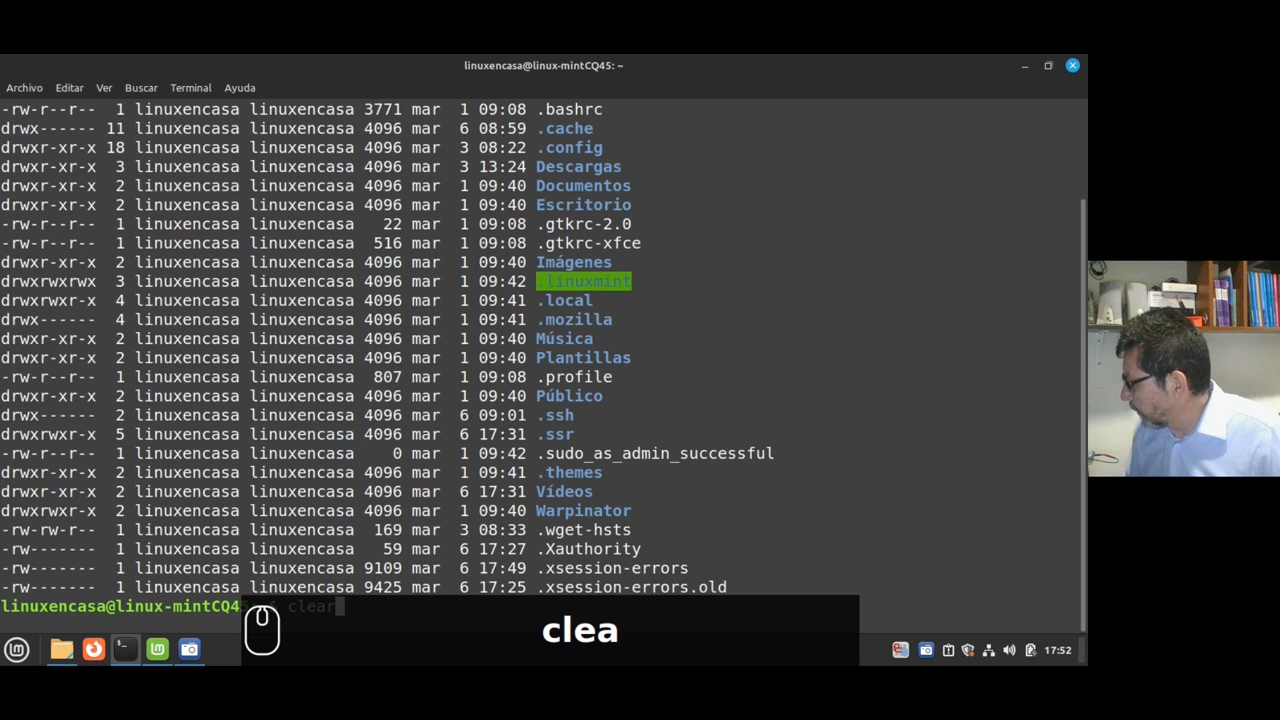 linuxencasa@linux-mintCQ45: ~
Archivo Editar Ver Buscar Terminal Ayuda
-rw-r--r-- 1 linuxencasa linuxencasa 3771 mar 1 09:08 .bashrc
drwx------ 11 linuxencasa linuxencasa 4096 mar 6 08:59 .cache
drwxr-xr-x 18 linuxencasa linuxencasa 4096 mar 3 08:22 .config
drwxr-xr-x 3 linuxencasa linuxencasa 4096 mar 3 13:24 Descargas
drwxr-xr-x 2 linuxencasa linuxencasa 4096 mar 1 09:40 Documentos
drwxr-xr-x 2 linuxencasa linuxencasa 4096 mar 1 09:40 Escritorio
-rw-r--r-- 1 linuxencasa linuxencasa 22 mar 1 09:08 .gtkrc-2.0
-rw-r--r-- 1 linuxencasa linuxencasa 516 mar 1 09:08 .gtkrc-xfce
drwxr-xr-x 2 linuxencasa linuxencasa 4096 mar 1 09:40 Imágenes
drwxrwxrwx 3 linuxencasa linuxencasa 4096 mar 1 09:42 .linuxmint
drwxrwxr-x 4 linuxencasa linuxencasa 4096 mar 1 09:41 .local
drwx------ 4 linuxencasa linuxencasa 4096 mar 1 09:41 .mozilla
drwxr-xr-x 2 linuxencasa linuxencasa 4096 mar 1 09:40 Música
drwxr-xr-x 2 linuxencasa linuxencasa 4096 mar 1 09:40 Plantillas
-rw-r--r-- 1 linuxencasa linuxencasa 807 mar 1 09:08 .profile
drwxr-xr-x 2 linuxencasa linuxencasa 4096 mar 1 09:40 Público
drwx------ 2 linuxencasa linuxencasa 4096 mar 6 09:01 .ssh
drwxrwxr-x 5 linuxencasa linuxencasa 4096 mar 6 17:31 .ssr
-rw-r--r-- 1 linuxencasa linuxencasa 0 mar 1 09:42 .sudo_as_admin_successful
drwxr-xr-x 2 linuxencasa linuxencasa 4096 mar 1 09:41 .themes
drwxr-xr-x 2 linuxencasa linuxencasa 4096 mar 6 17:31 Vídeos
drwxrwxr-x 2 linuxencasa linuxencasa 4096 mar 1 09:40 Warpinator
-rw-rw-r-- 1 linuxencasa linuxencasa 169 mar 3 08:33 .wget-hsts
-rw------- 1 linuxencasa linuxencasa 59 mar 6 17:27 .Xauthority
-rw------- 1 linuxencasa linuxencasa 9109 mar 6 17:49 .xsession-errors
-rw------- 1 linuxencasa linuxencasa 9425 mar 6 17:25 .xsession-errors.old
linuxencasa@linux-mintCQ4 clear
clea
17:52